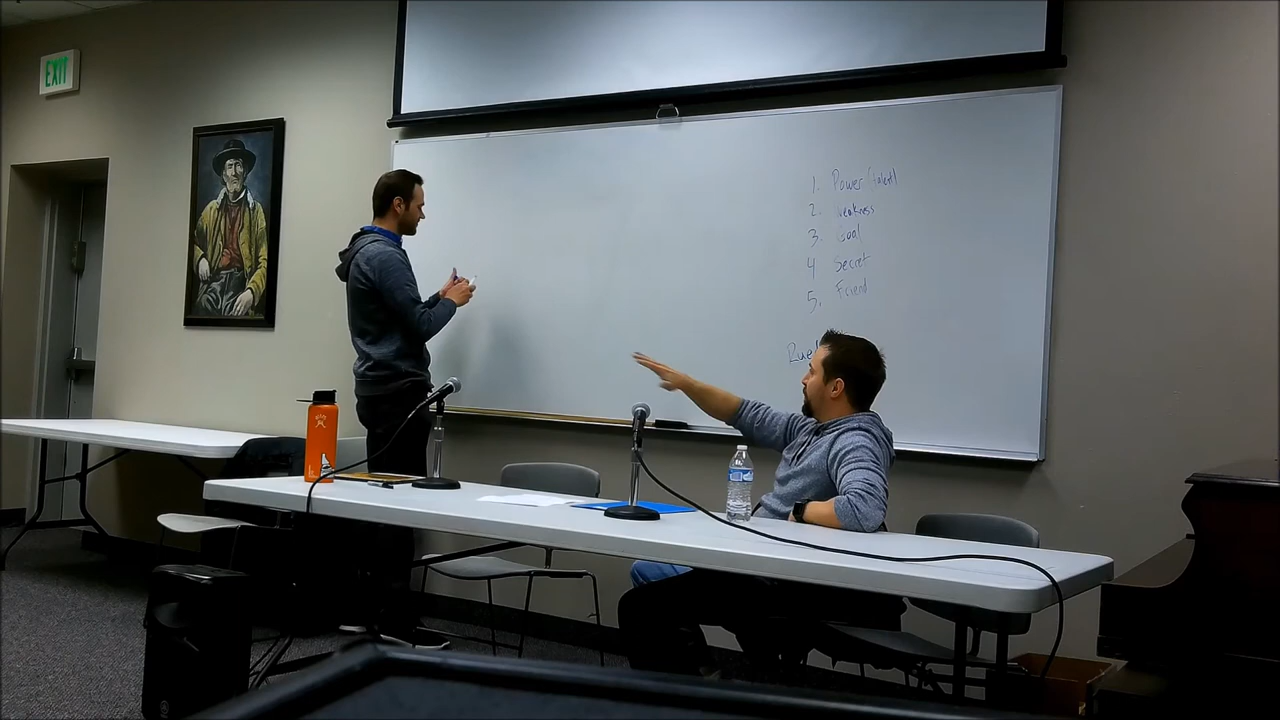 EXIT
1. Power (talent)
2. Weakness
3 Goal
4 Secret
5. Friend